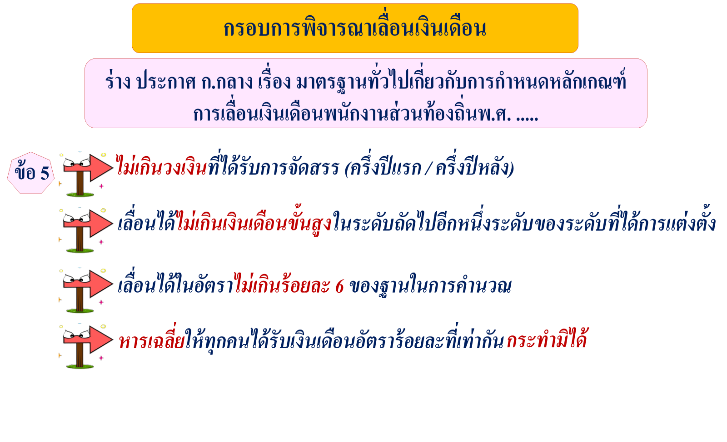 กรอบการพิจารณาเลื่อนเงินเดือน
ร่าง ประกาศ ก.กลาง เรื่อง มาตรฐานทั่วไปเกี่ยวกับการกำหนดหลักเกณฑ์
การเลื่อนเงินเดือนพนักงานส่วนท้องถิ่นพ.ศ. .....
ข้อ 5
ไม่เกินวงเงินที่ได้รับการจัดสรร (ครึ่งปีแรก / ครึ่งปีหลัง)
เลื่อนได้ไม่เกินเงินเดือนขั้นสูงในระดับถัดไปอีกหนึ่งระดับของระดับที่ได้การแต่งตั้ง
เลื่อนได้ในอัตราไม่เกินร้อยละ 6 ของฐานในการคำนวณ
หารเฉลี่ยให้ทุกคนได้รับเงินเดือนอัตราร้อยละที่เท่ากัน กระทำมิได้